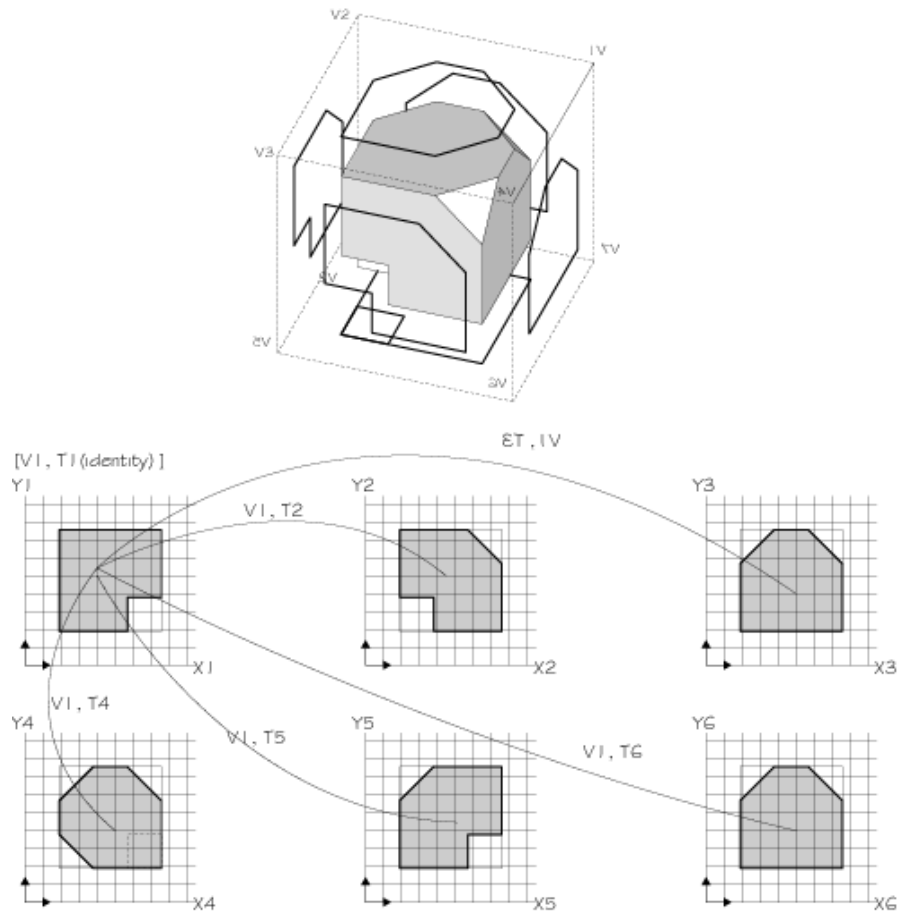 V2
V1
V3
V4
V7
V2
V5
V6
T3, V1
[V1, T1(identity) ]
Y1
Y2
Y3
V1, T2
X1
X2
X3
V1, T4
Y4
V1, T5
Y5
V1, T6
Y6
X4
X5
X6